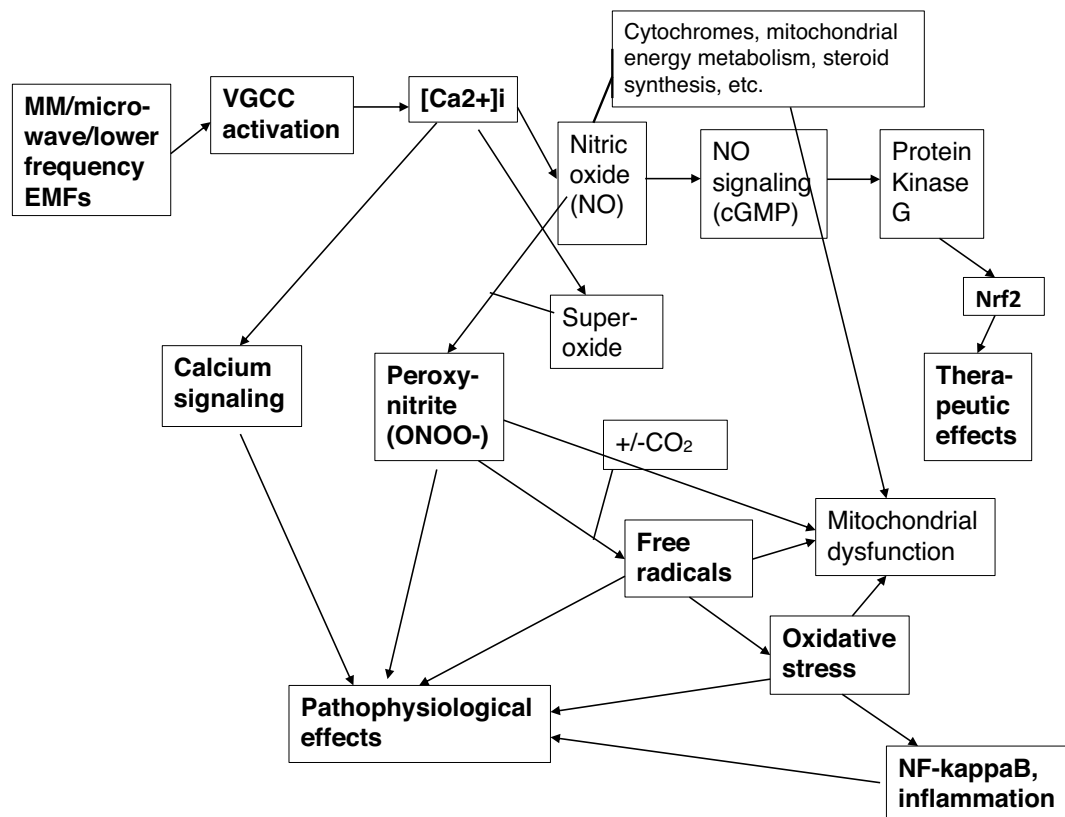 Cytochromes, mitochondrial
energy metabolism, steroid
synthesis, etc.
MM/micro-
wave/lower
frequency
EMFs
VGCC
activation
[Ca2+]i
Nitric
oxide
(NO)
NO
signaling
(cGMP)
Protein
Kinase
G
Nrf2
Super-
oxide
Calcium
signaling
Peroxy-
nitrite
(ONOO-)
Thera-
peutic
effects
+/-CO₂
Mitochondrial
dysfunction
Free
radicals
Oxidative
stress
Pathophysiological
effects
NF-kappaB,
inflammation